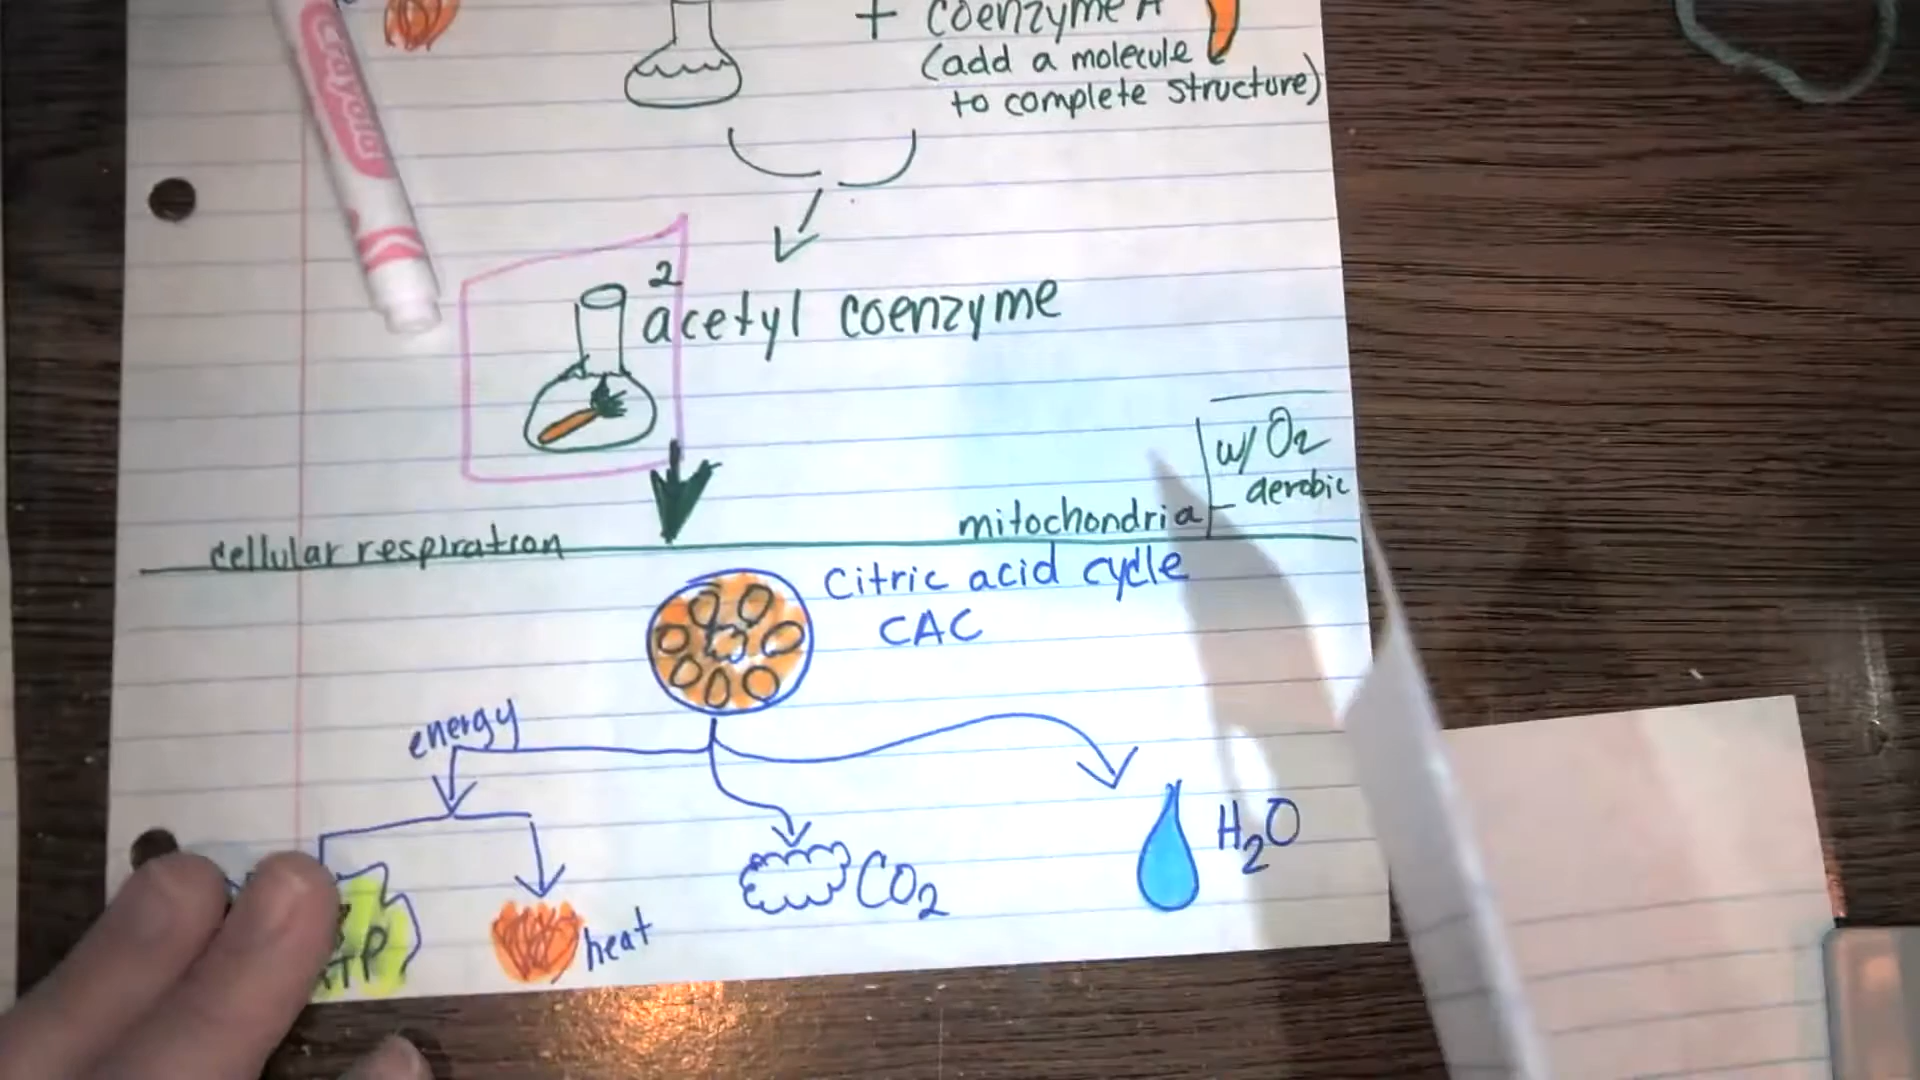 + coenzyme A
(add a molecule
to complete structure)
Crayola
2
acetyl coenzyme
w/ O2
- aerobic
mitochondria
cellular respiration
Citric acid cycle
CAC
energy
heat
CO2
H2O